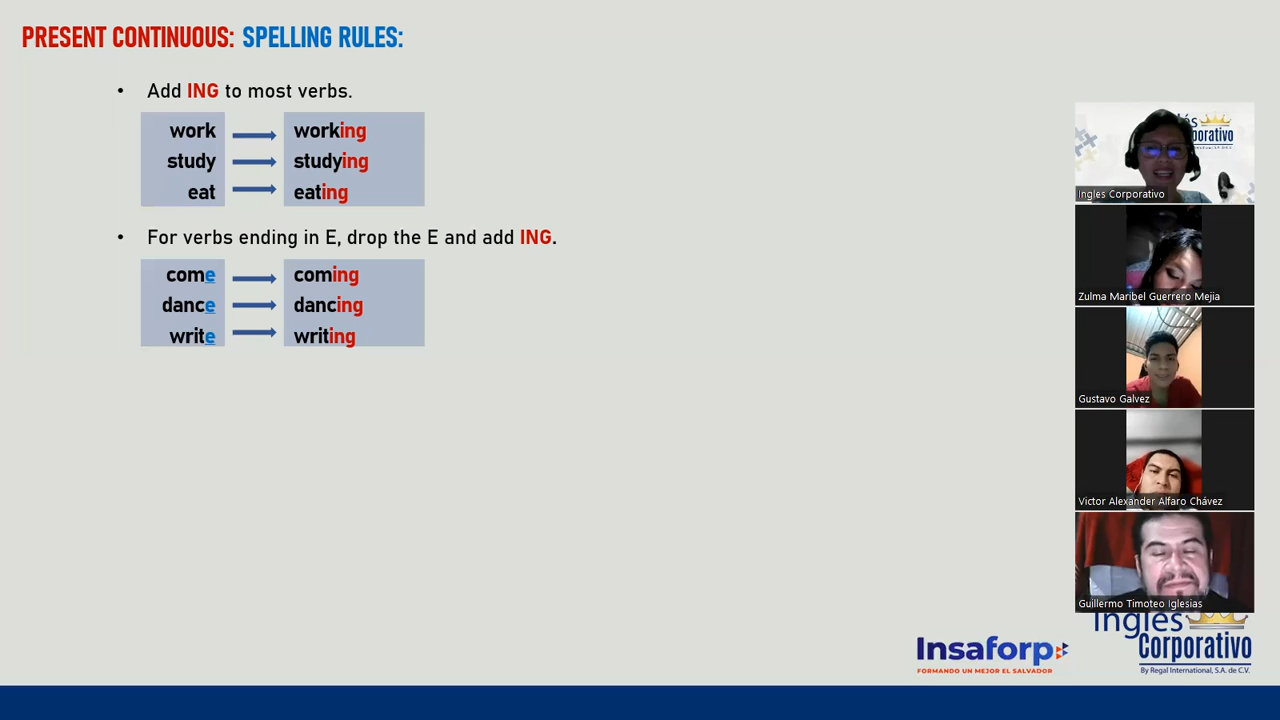 PRESENT CONTINUOUS: SPELLING RULES:
• Add ING to most verbs.
work → working
study → studying
eat → eating
• For verbs ending in E, drop the E and add ING.
come → coming
dance → dancing
write → writing
Corporativo
Ingles Corporativo
Zulma Maribel Guerrero Mejia
Gustavo Galvez
Victor Alexander Alfaro Chávez
Guillermo Timoteo Iglesias
Insaforp
FORMANDO UN MEJOR EL SALVADOR
Inglés
Corporativo
By Regal International, S.A. de C.V.